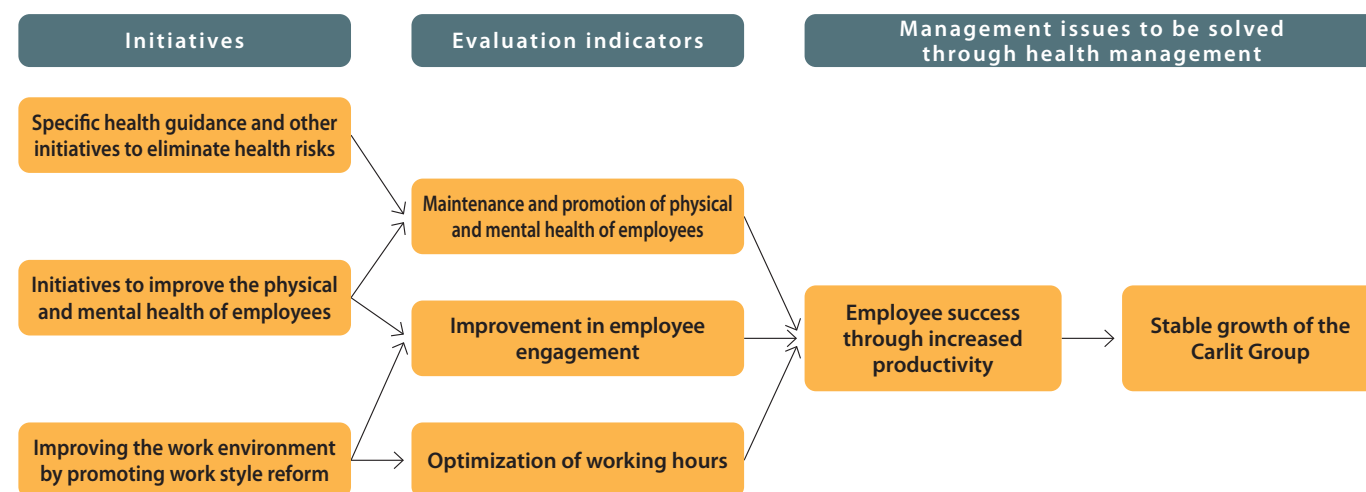 Initiatives
Evaluation indicators
Management issues to be solved
through health management
Specific health guidance and other
initiatives to eliminate health risks
Initiatives to improve the physical
and mental health of employees
Improving the work environment
by promoting work style reform
Maintenance and promotion of physical
and mental health of employees
Improvement in employee
engagement
Optimization of working hours
Employee success
through increased
productivity
Stable growth of the
Carlit Group